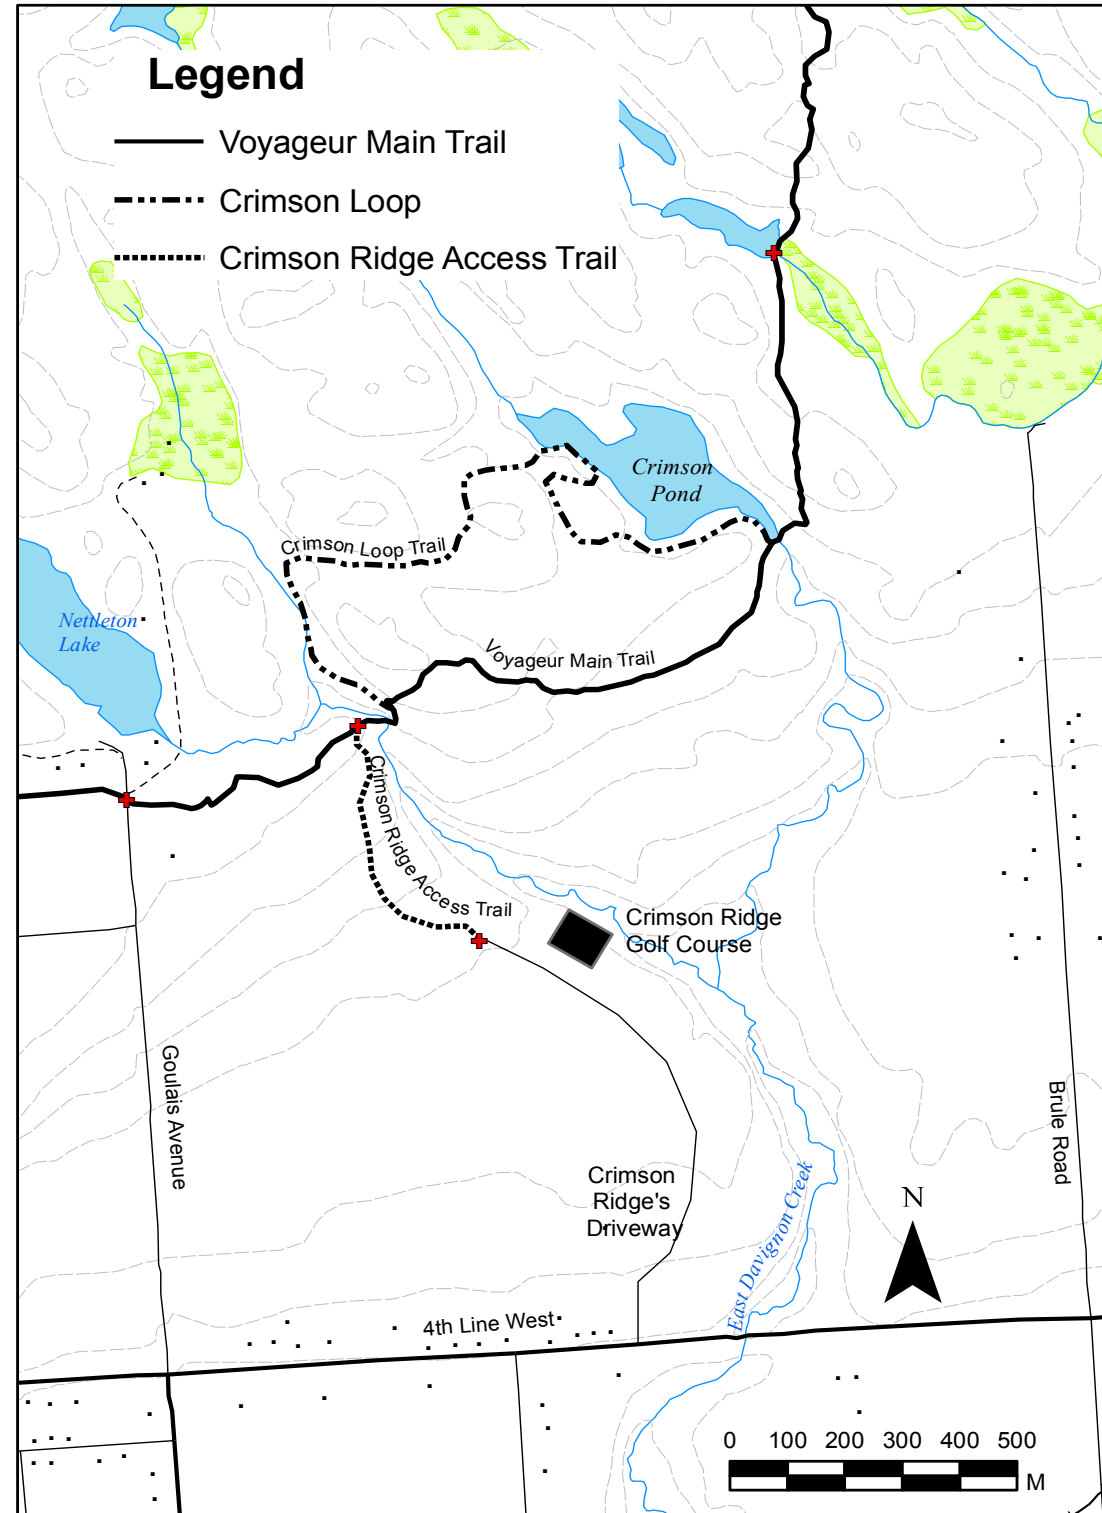 Legend
Voyageur Main Trail
Crimson Loop
Crimson Ridge Access Trail
Crimson
Pond
Crimson Loop Trail
Nettleton
Lake
Voyageur Main Trail
Crimson Ridge Access Trail
Crimson Ridge
Golf Course
Goulais Avenue
Brule Road
Crimson
Ridge's
Driveway
East Davignon Creek
N
4th Line West
0 100 200 300 400 500
M